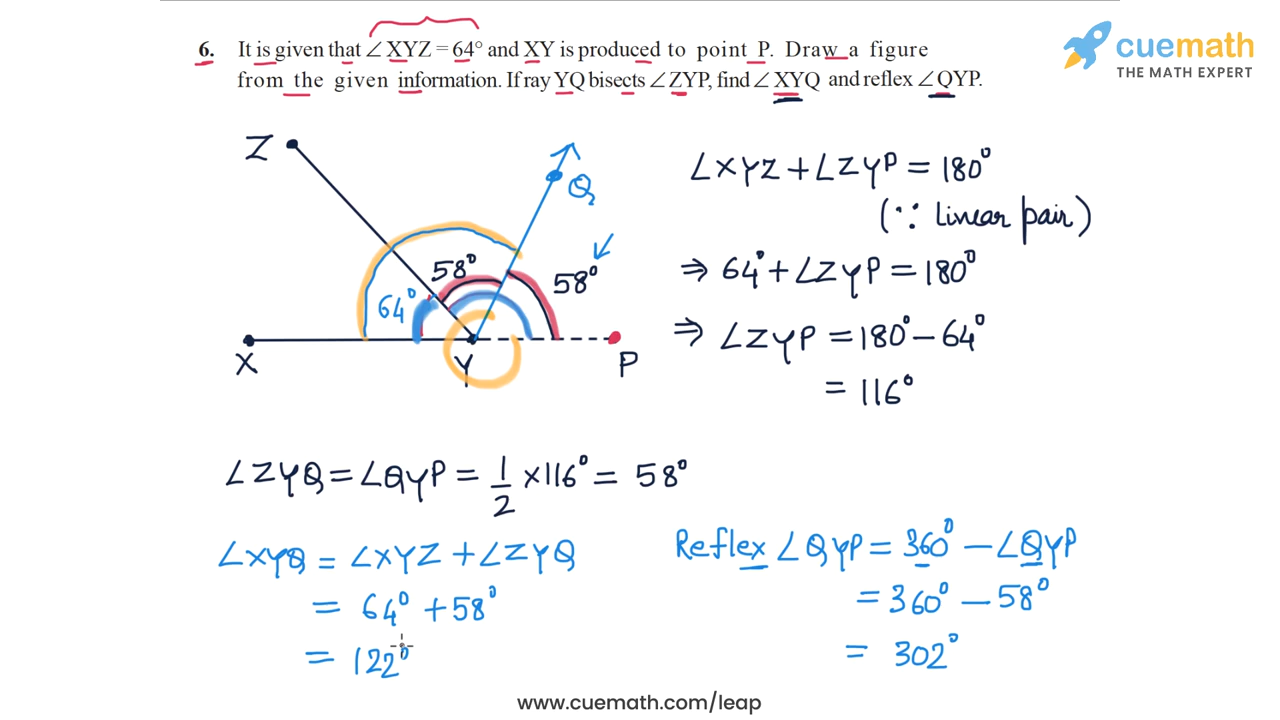 6. It is given that ∠XYZ = 64° and XY is produced to point P. Draw a figure
from the given information. If ray YQ bisects ∠ZYP, find ∠XYQ and reflex ∠QYP.
cuemath
THE MATH EXPERT
Z
Q
58°
58°
64°
X
Y
P
∠XYZ + ∠ZYP = 180°
(∵ Linear pair)
⇒ 64° + ∠ZYP = 180°
⇒ ∠ZYP = 180° − 64°
= 116°
∠ZYQ = ∠QYP = 1/2 × 116° = 58°
∠XYQ = ∠XYZ + ∠ZYQ
= 64° + 58°
= 122°
Reflex ∠QYP = 360° − ∠QYP
= 360° − 58°
= 302°
www.cuemath.com/leap